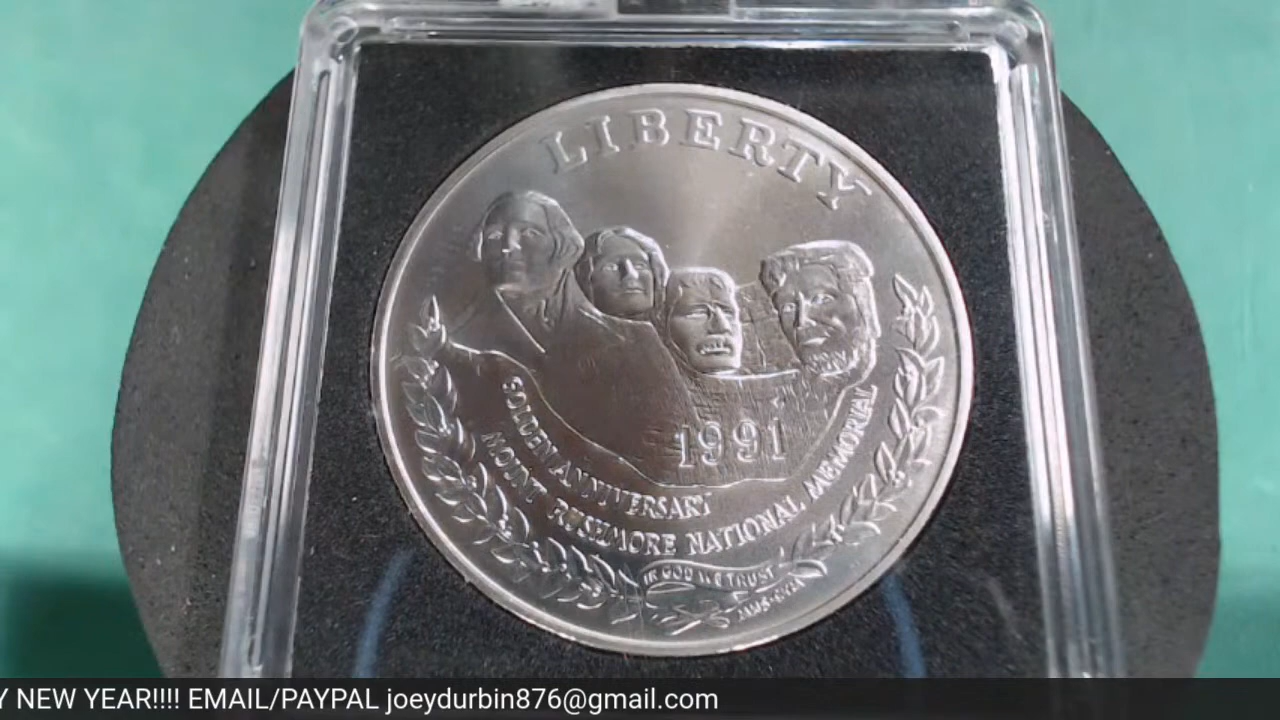 LIBERTY
1991
GOLDEN ANNIVERSARY
MOUNT RUSHMORE NATIONAL MEMORIAL
IN GOD WE TRUST
Y NEW YEAR!!!! EMAIL/PAYPAL joeydurbin876@gmail.com